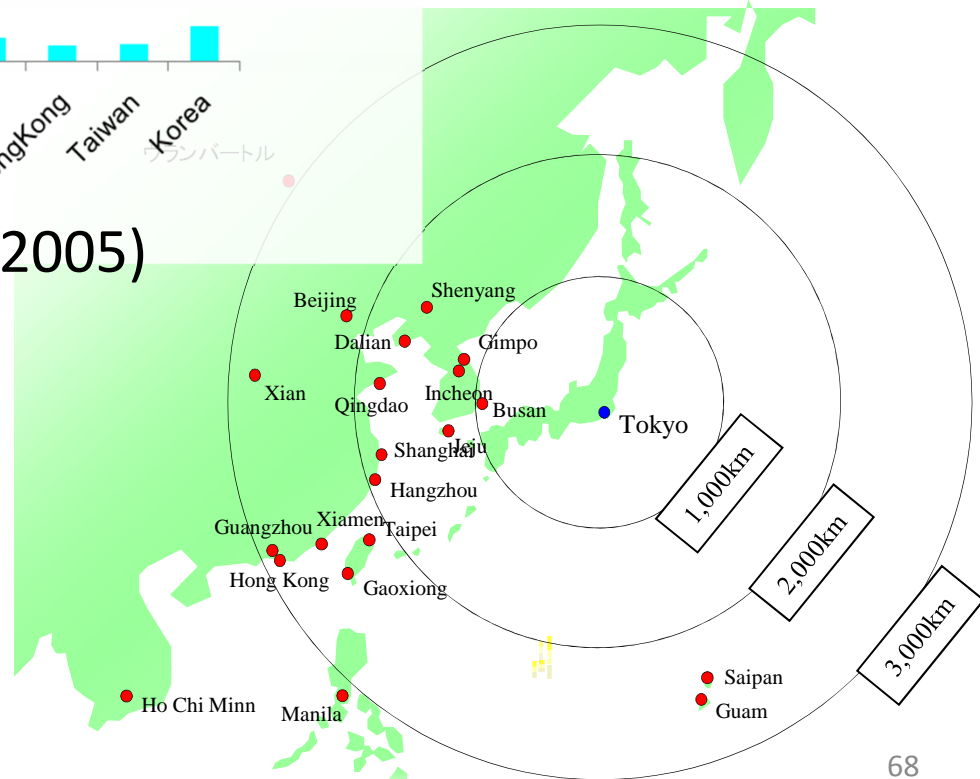 ngKong
Taiwan
Korea
ウランバートル
2005)
Beijing
Shenyang
Dalian
Gimpo
Xian
Qingdao
Incheon
Busan
Tokyo
Jeju
Shanghai
Hangzhou
1,000km
Guangzhou
Xiamen
Taipei
Hong Kong
Gaoxiong
2,000km
3,000km
Saipan
Ho Chi Minn
Manila
Guam
68